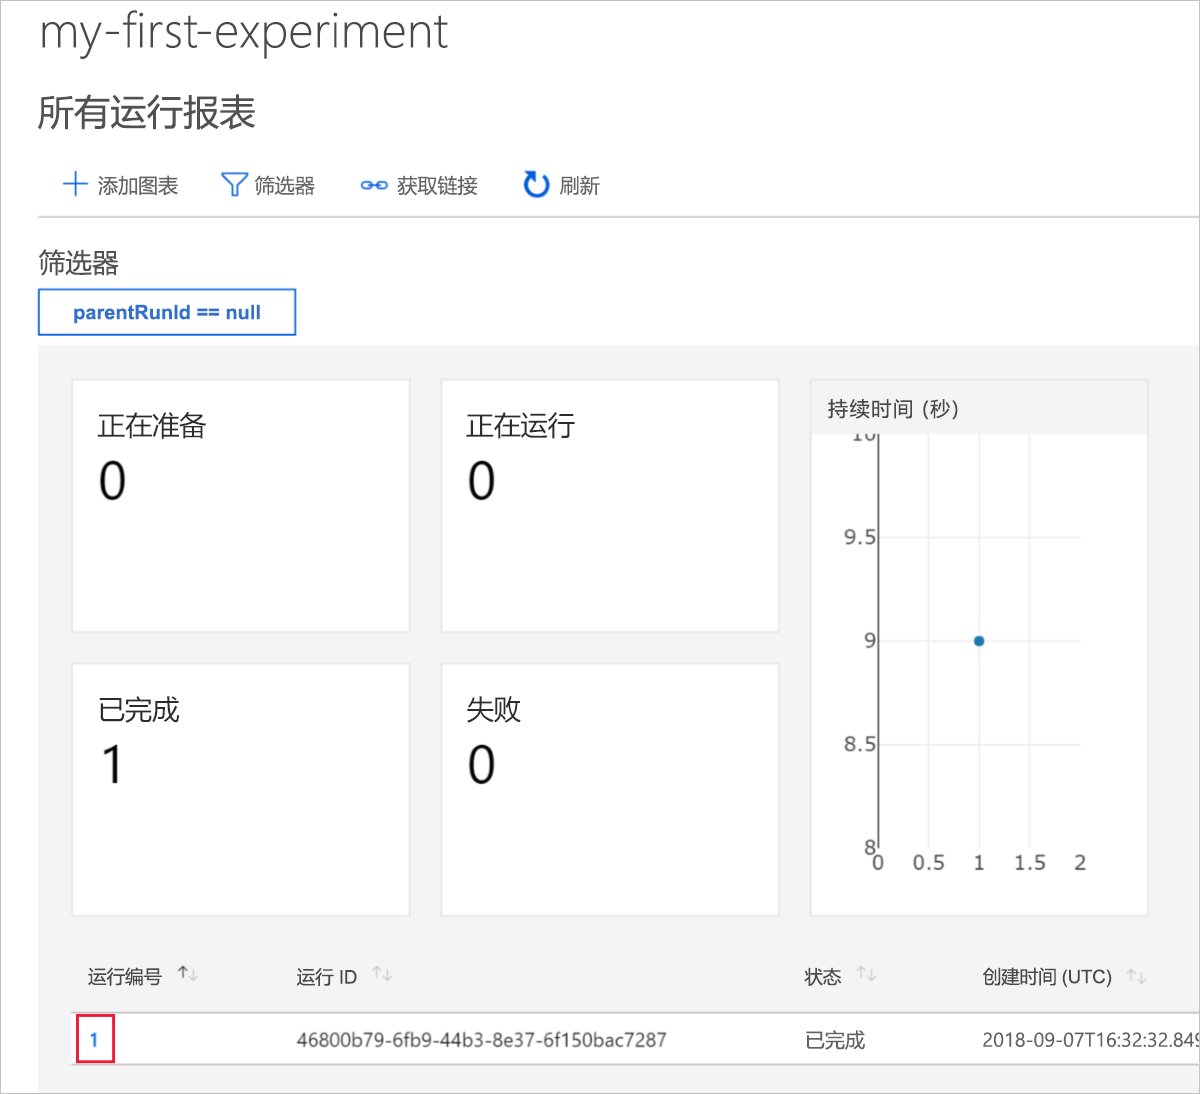 my-first-experiment
所有运行报表
添加图表 筛选器 获取链接 刷新
筛选器
parentRunId == null
正在准备
0
正在运行
0
已完成
1
失败
0
持续时间 (秒)
10
9.5
9
8.5
8
0 0.5 1 1.5 2
运行编号 运行 ID 状态 创建时间 (UTC)
1 46800b79-6fb9-44b3-8e37-6f150bac7287 已完成 2018-09-07T16:32:32.849